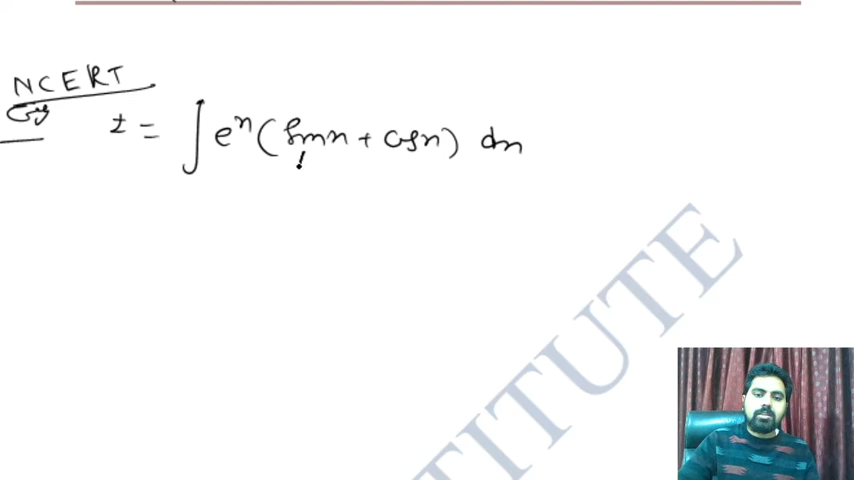 NCERT
I = ∫ eˣ (sinx + cosx) dx
TITUTE